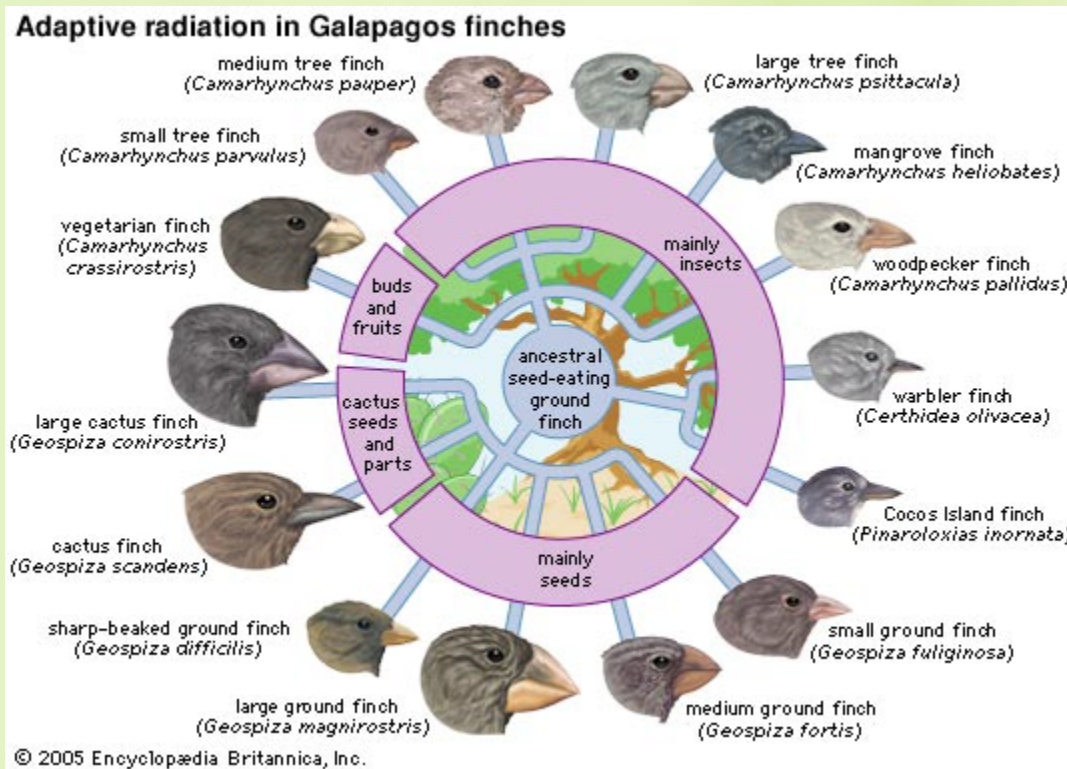 Adaptive radiation in Galapagos finches
medium tree finch
(Camarhynchus pauper)
large tree finch
(Camarhynchus psittacula)
small tree finch
(Camarhynchus parvulus)
mangrove finch
(Camarhynchus heliobates)
vegetarian finch
(Camarhynchus
crassirostris)
mainly
insects
woodpecker finch
(Camarhynchus pallidus)
buds
and
fruits
ancestral
seed-eating
ground
finch
large cactus finch
(Geospiza conirostris)
cactus
seeds
and
parts
warbler finch
(Certhidea olivacea)
cactus finch
(Geospiza scandens)
mainly
seeds
Cocos Island finch
(Pinaroloxias inornata)
sharp-beaked ground finch
(Geospiza difficilis)
small ground finch
(Geospiza fuliginosa)
large ground finch
(Geospiza magnirostris)
medium ground finch
(Geospiza fortis)
© 2005 Encyclopædia Britannica, Inc.